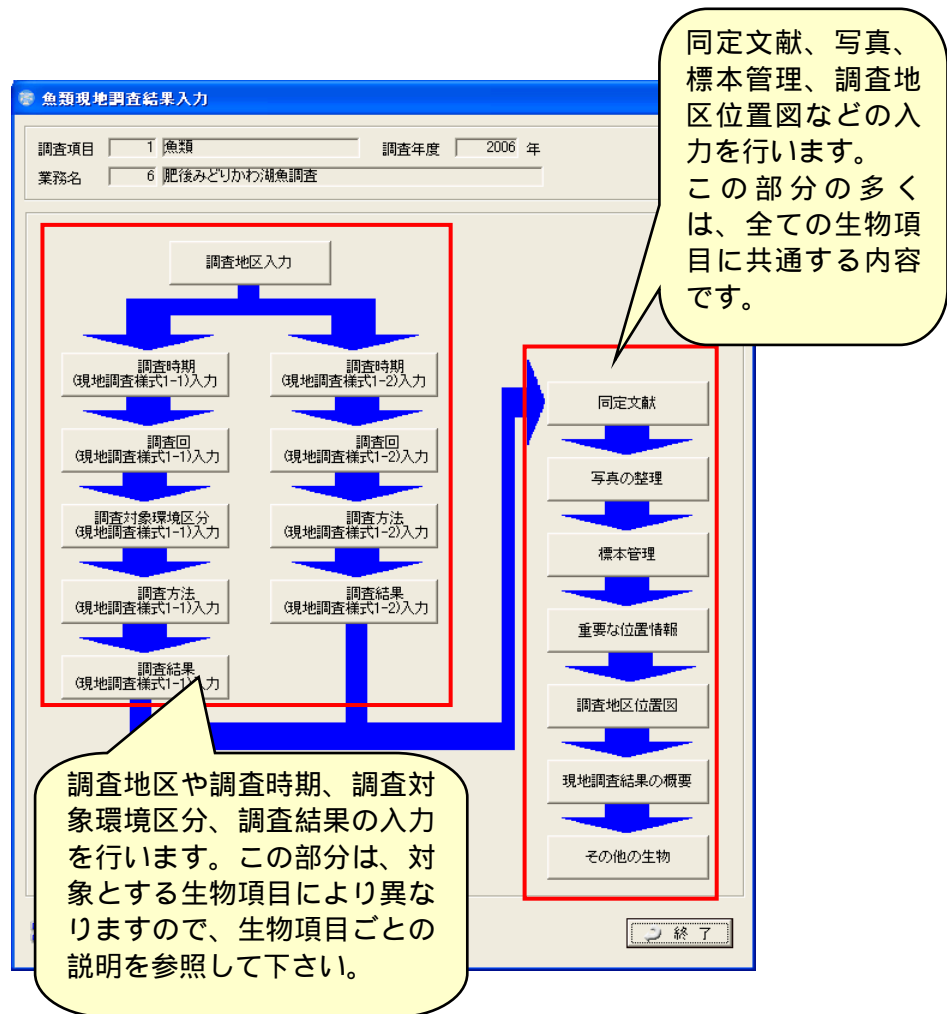 同定文献、写真、
標本管理、調査地
区位置図などの入
力を行います。
この部分の多く
は、全ての生物項
目に共通する内容
です。
魚類現地調査結果入力
調査項目 1 魚類 調査年度 2006 年
業務名 6 肥後みどりかわ湖魚調査
調査地区入力
調査時期
(現地調査様式1-1)入力
調査時期
(現地調査様式1-2)入力
調査回
(現地調査様式1-1)入力
調査回
(現地調査様式1-2)入力
調査対象環境区分
(現地調査様式1-1)入力
調査方法
(現地調査様式1-2)入力
調査方法
(現地調査様式1-1)入力
調査結果
(現地調査様式1-2)入力
調査結果
(現地調査様式1-1)入力
同定文献
写真の整理
標本管理
重要な位置情報
調査地区位置図
現地調査結果の概要
その他の生物
調査地区や調査時期、調査対
象環境区分、調査結果の入力
を行います。この部分は、対
象とする生物項目により異な
りますので、生物項目ごとの
説明を参照して下さい。
終 了